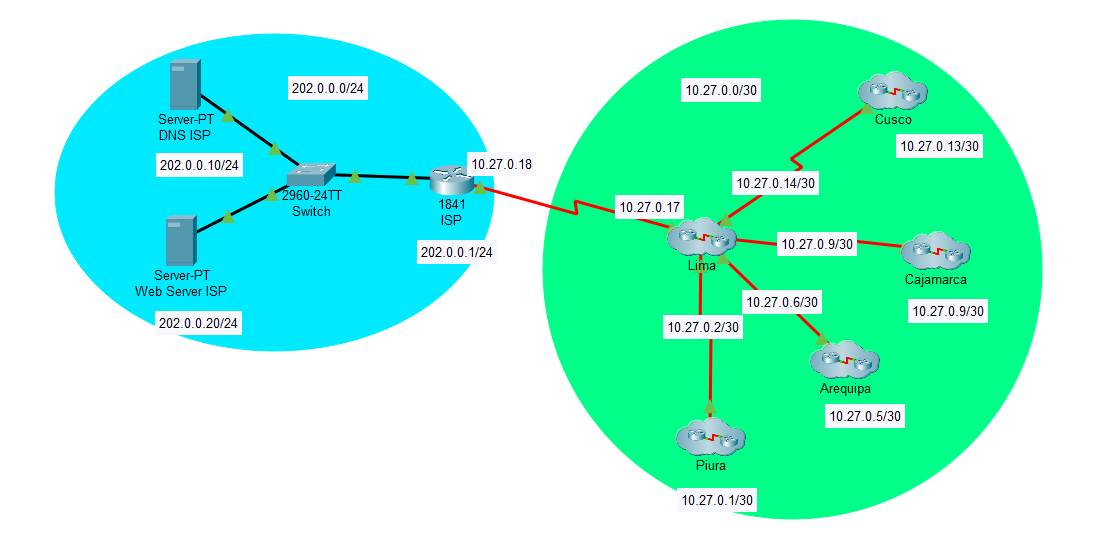 202.0.0.0/24
Server-PT
DNS ISP
202.0.0.10/24
2960-24TT
Switch
10.27.0.18
1841
ISP
202.0.0.1/24
Server-PT
Web Server ISP
202.0.0.20/24
10.27.0.0/30
Cusco
10.27.0.13/30
10.27.0.14/30
10.27.0.17
Lima
10.27.0.9/30
Cajamarca
10.27.0.9/30
10.27.0.6/30
10.27.0.2/30
Arequipa
10.27.0.5/30
Piura
10.27.0.1/30